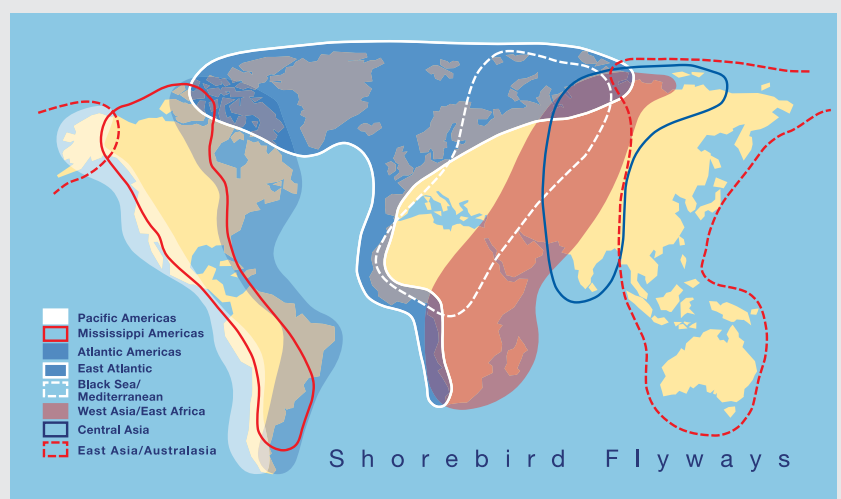 Pacific Americas
Mississippi Americas
Atlantic Americas
East Atlantic
Black Sea/
Mediterranean
West Asia/East Africa
Central Asia
East Asia/Australasia
Shorebird Flyways